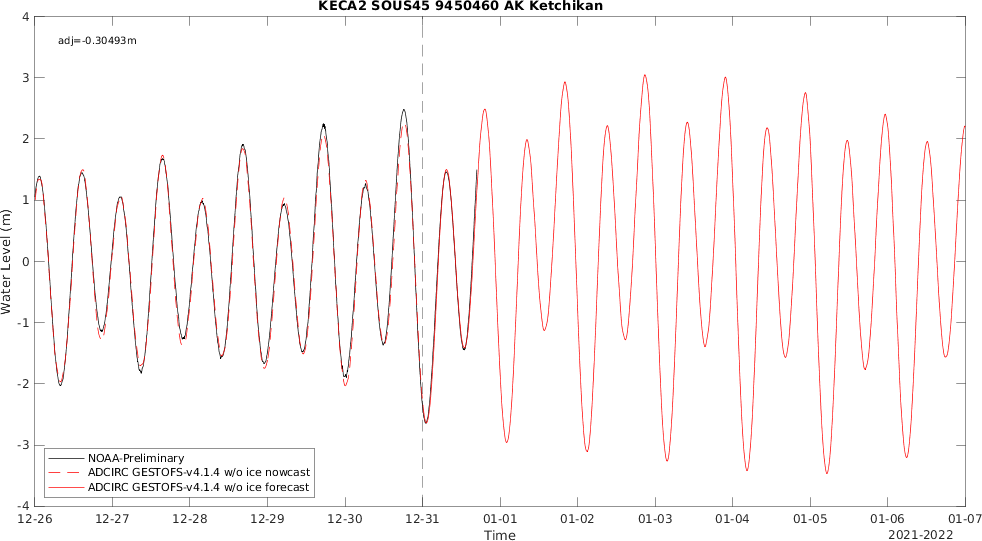 KECA2 SOUS45 9450460 AK Ketchikan
adj=-0.30493m
Water Level (m)
4
3
2
1
0
-1
-2
-3
-4
NOAA-Preliminary
ADCIRC GESTOFS-v4.1.4 w/o ice nowcast
ADCIRC GESTOFS-v4.1.4 w/o ice forecast
12-26 12-27 12-28 12-29 12-30 12-31 01-01 01-02 01-03 01-04 01-05 01-06 01-07
Time
2021-2022